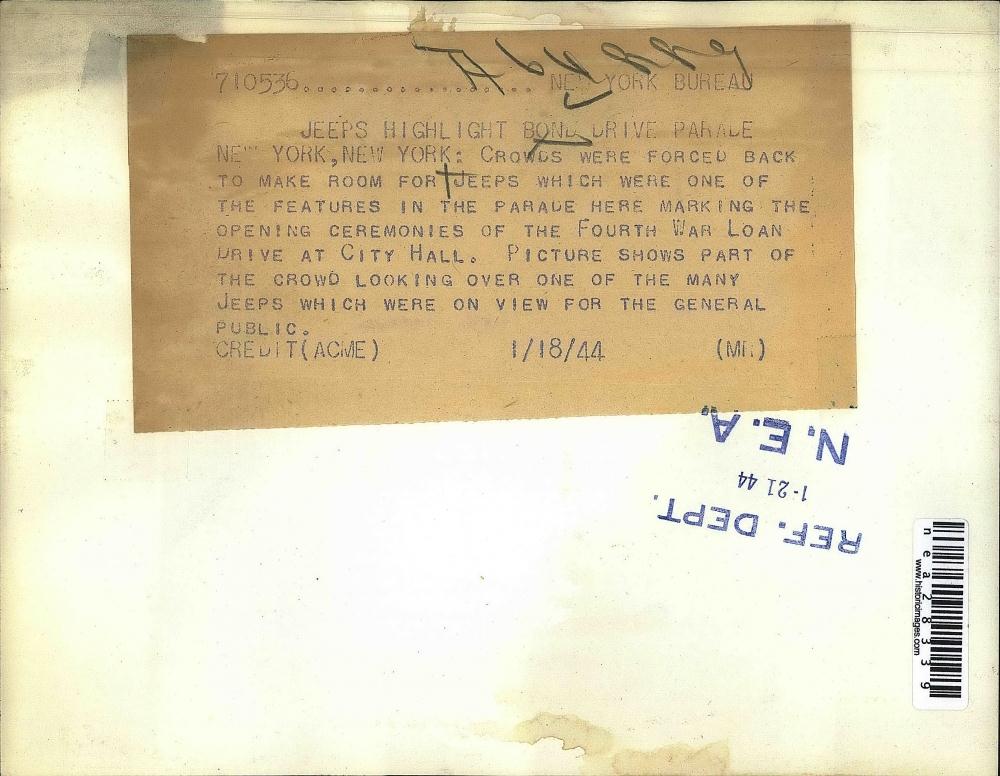 710536................. NEW YORK BUREAU
JEEPS HIGHLIGHT BOND DRIVE PARADE
NEW YORK, NEW YORK: CROWDS WERE FORCED BACK
TO MAKE ROOM FOR JEEPS WHICH WERE ONE OF
THE FEATURES IN THE PARADE HERE MARKING THE
OPENING CEREMONIES OF THE FOURTH WAR LOAN
DRIVE AT CITY HALL. PICTURE SHOWS PART OF
THE CROWD LOOKING OVER ONE OF THE MANY
JEEPS WHICH WERE ON VIEW FOR THE GENERAL
PUBLIC.
CREDIT(ACME) 1/18/44 (MR)
REF. DEPT.
1-21 44
N.E.A.
nea28339
www.historicimages.com